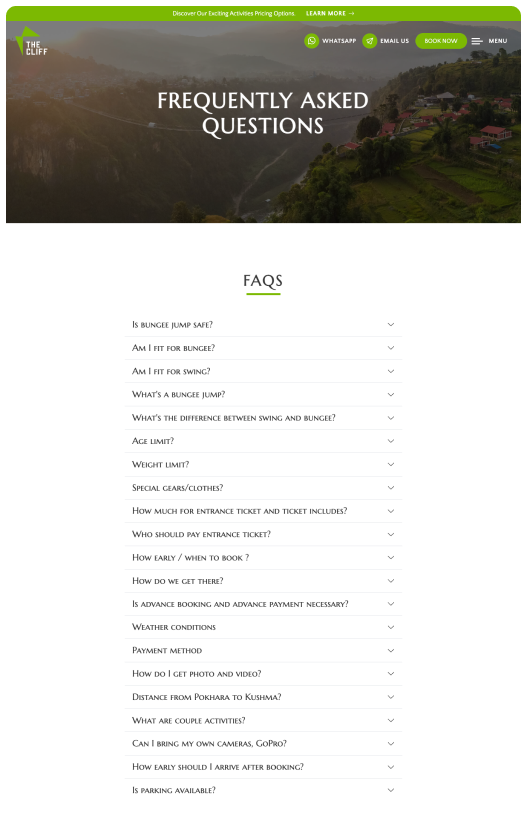 Discover Our Exciting Activities Pricing Options. LEARN MORE →
THE CLIFF
WHATSAPP EMAIL US BOOK NOW MENU
FREQUENTLY ASKED
QUESTIONS
FAQS
Is bungee jump safe?
Am I fit for bungee?
Am I fit for swing?
What's a bungee jump?
What's the difference between swing and bungee?
Age limit?
Weight limit?
Special gears/clothes?
How much for entrance ticket and ticket includes?
Who should pay entrance ticket?
How early / when to book ?
How do we get there?
Is advance booking and advance payment necessary?
Weather conditions
Payment method
How do I get photo and video?
Distance from Pokhara to Kushma?
What are couple activities?
Can I bring my own cameras, GoPro?
How early should I arrive after booking?
Is parking available?